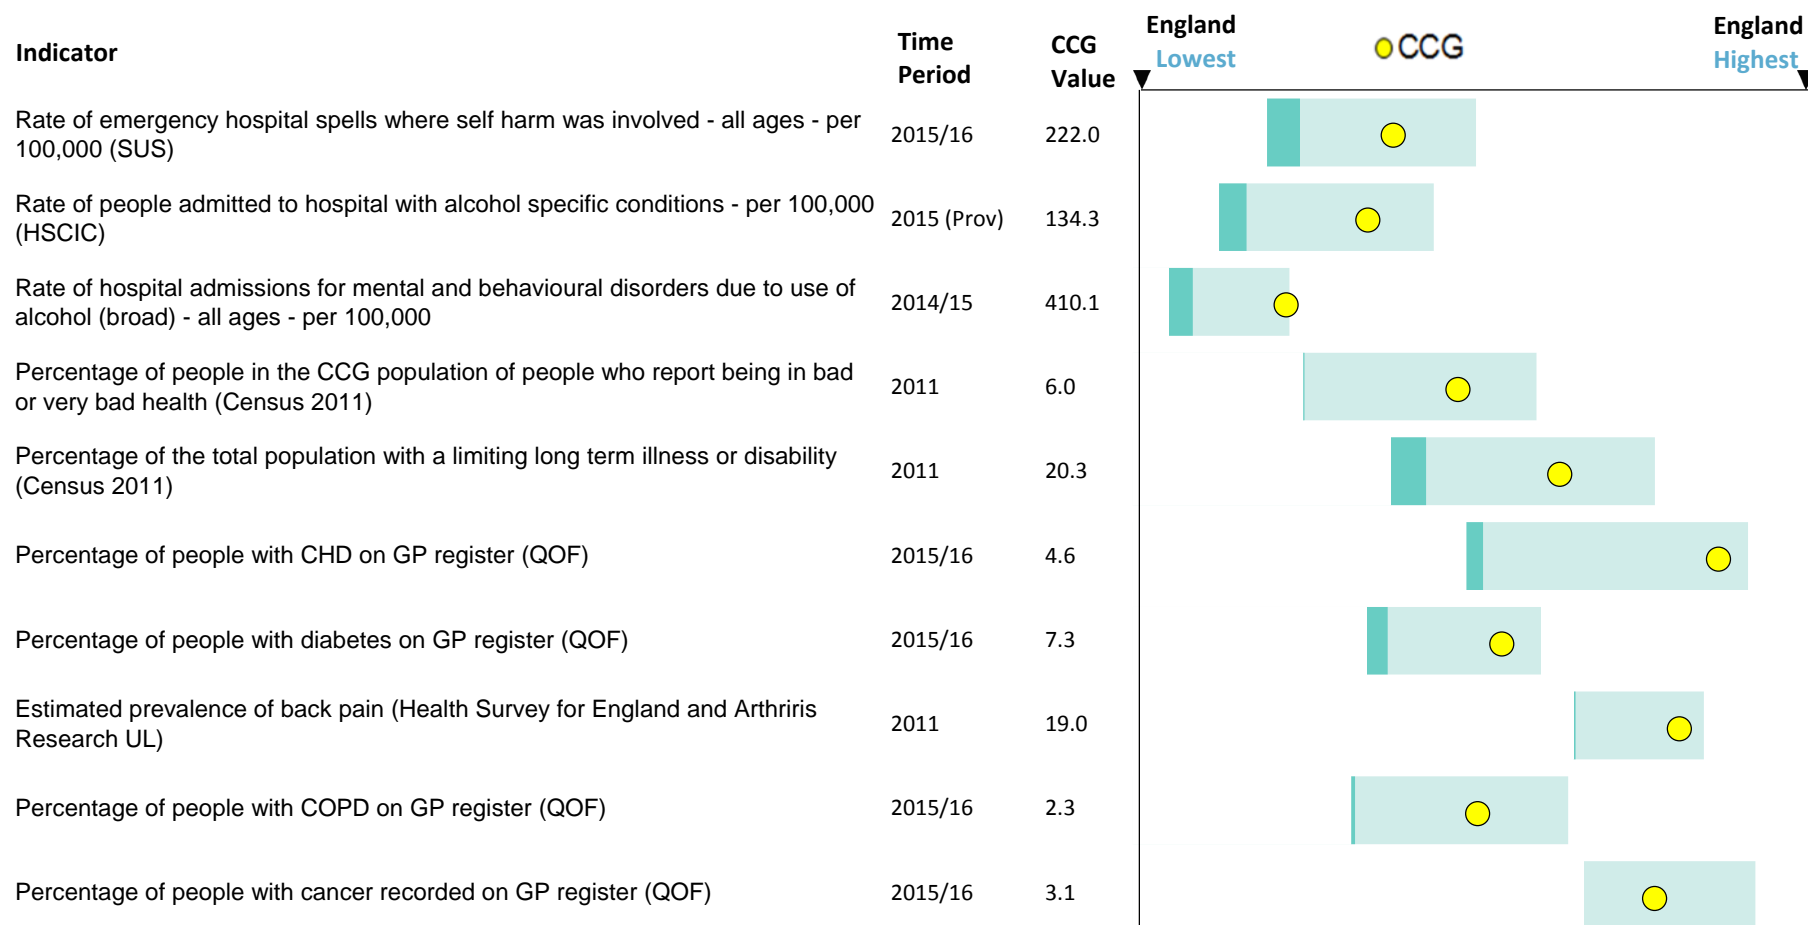 Indicator
Time
Period
CCG
Value
England
Lowest
CCG
England
Highest
Rate of emergency hospital spells where self harm was involved - all ages - per
100,000 (SUS)
2015/16
222.0
Rate of people admitted to hospital with alcohol specific conditions - per 100,000
(HSCIC)
2015 (Prov)
134.3
Rate of hospital admissions for mental and behavioural disorders due to use of
alcohol (broad) - all ages - per 100,000
2014/15
410.1
Percentage of people in the CCG population of people who report being in bad
or very bad health (Census 2011)
2011
6.0
Percentage of the total population with a limiting long term illness or disability
(Census 2011)
2011
20.3
Percentage of people with CHD on GP register (QOF)
2015/16
4.6
Percentage of people with diabetes on GP register (QOF)
2015/16
7.3
Estimated prevalence of back pain (Health Survey for England and Arthriris
Research UL)
2011
19.0
Percentage of people with COPD on GP register (QOF)
2015/16
2.3
Percentage of people with cancer recorded on GP register (QOF)
2015/16
3.1